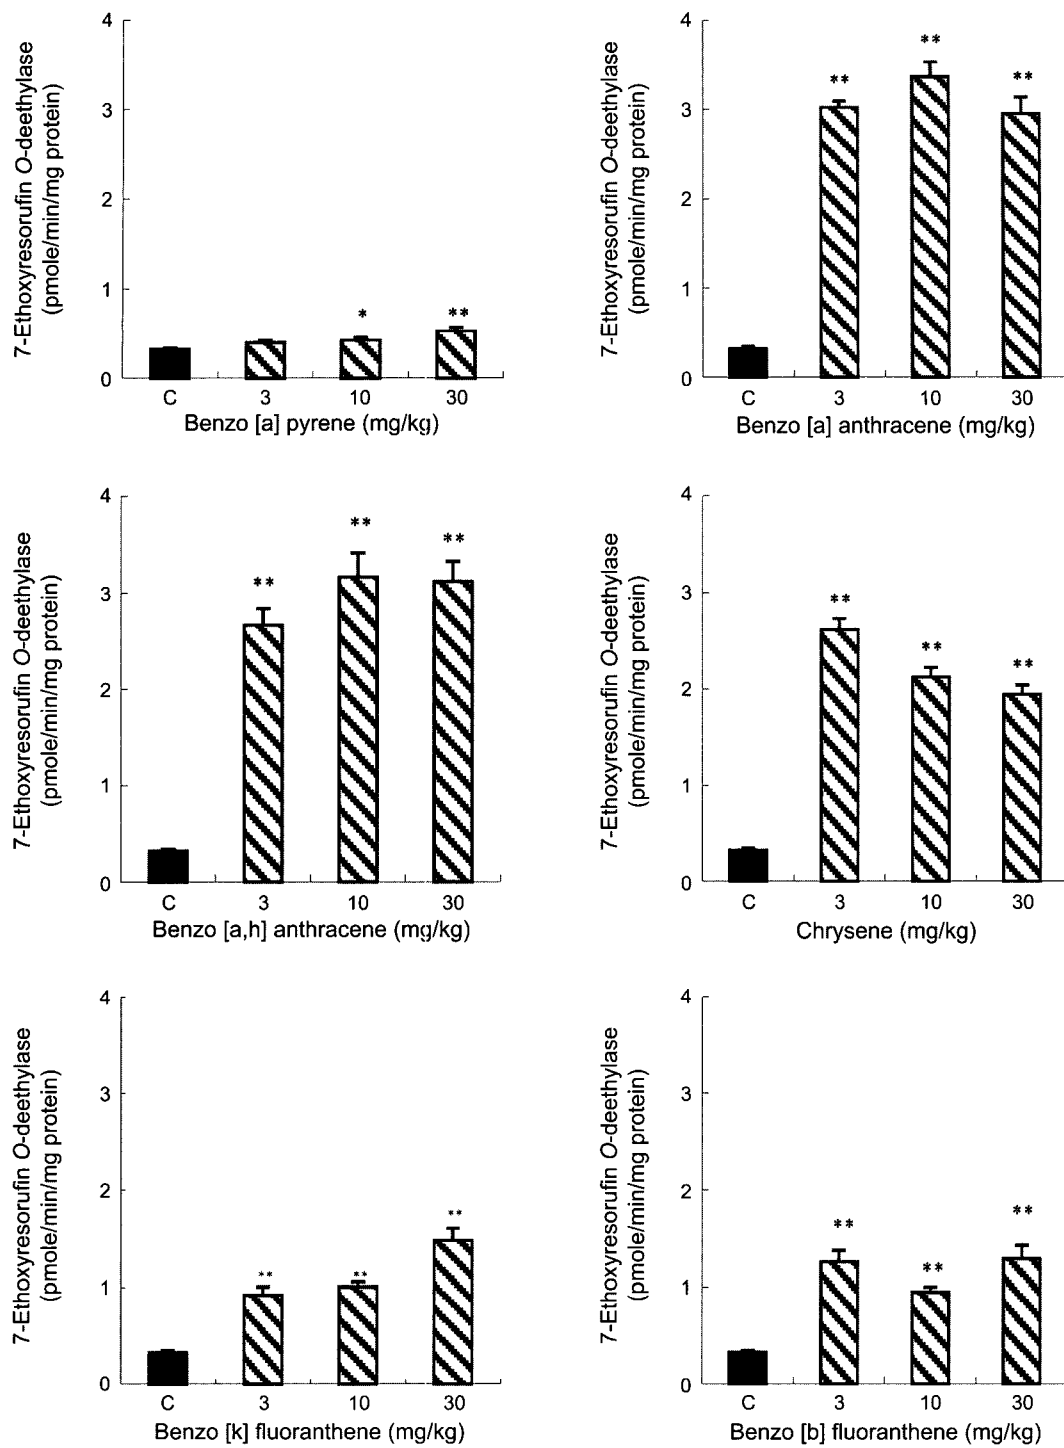 4
3
2
1
0
7-Ethoxyresorufin O-deethylase
(pmole/min/mg protein)
*
**
C 3 10 30
Benzo [a] pyrene (mg/kg)
4
3
2
1
0
7-Ethoxyresorufin O-deethylase
(pmole/min/mg protein)
**
**
**
C 3 10 30
Benzo [a] anthracene (mg/kg)
4
3
2
1
0
7-Ethoxyresorufin O-deethylase
(pmole/min/mg protein)
**
**
**
C 3 10 30
Benzo [a,h] anthracene (mg/kg)
4
3
2
1
0
7-Ethoxyresorufin O-deethylase
(pmole/min/mg protein)
**
**
**
C 3 10 30
Chrysene (mg/kg)
4
3
2
1
0
7-Ethoxyresorufin O-deethylase
(pmole/min/mg protein)
**
**
**
C 3 10 30
Benzo [k] fluoranthene (mg/kg)
4
3
2
1
0
7-Ethoxyresorufin O-deethylase
(pmole/min/mg protein)
**
**
**
C 3 10 30
Benzo [b] fluoranthene (mg/kg)